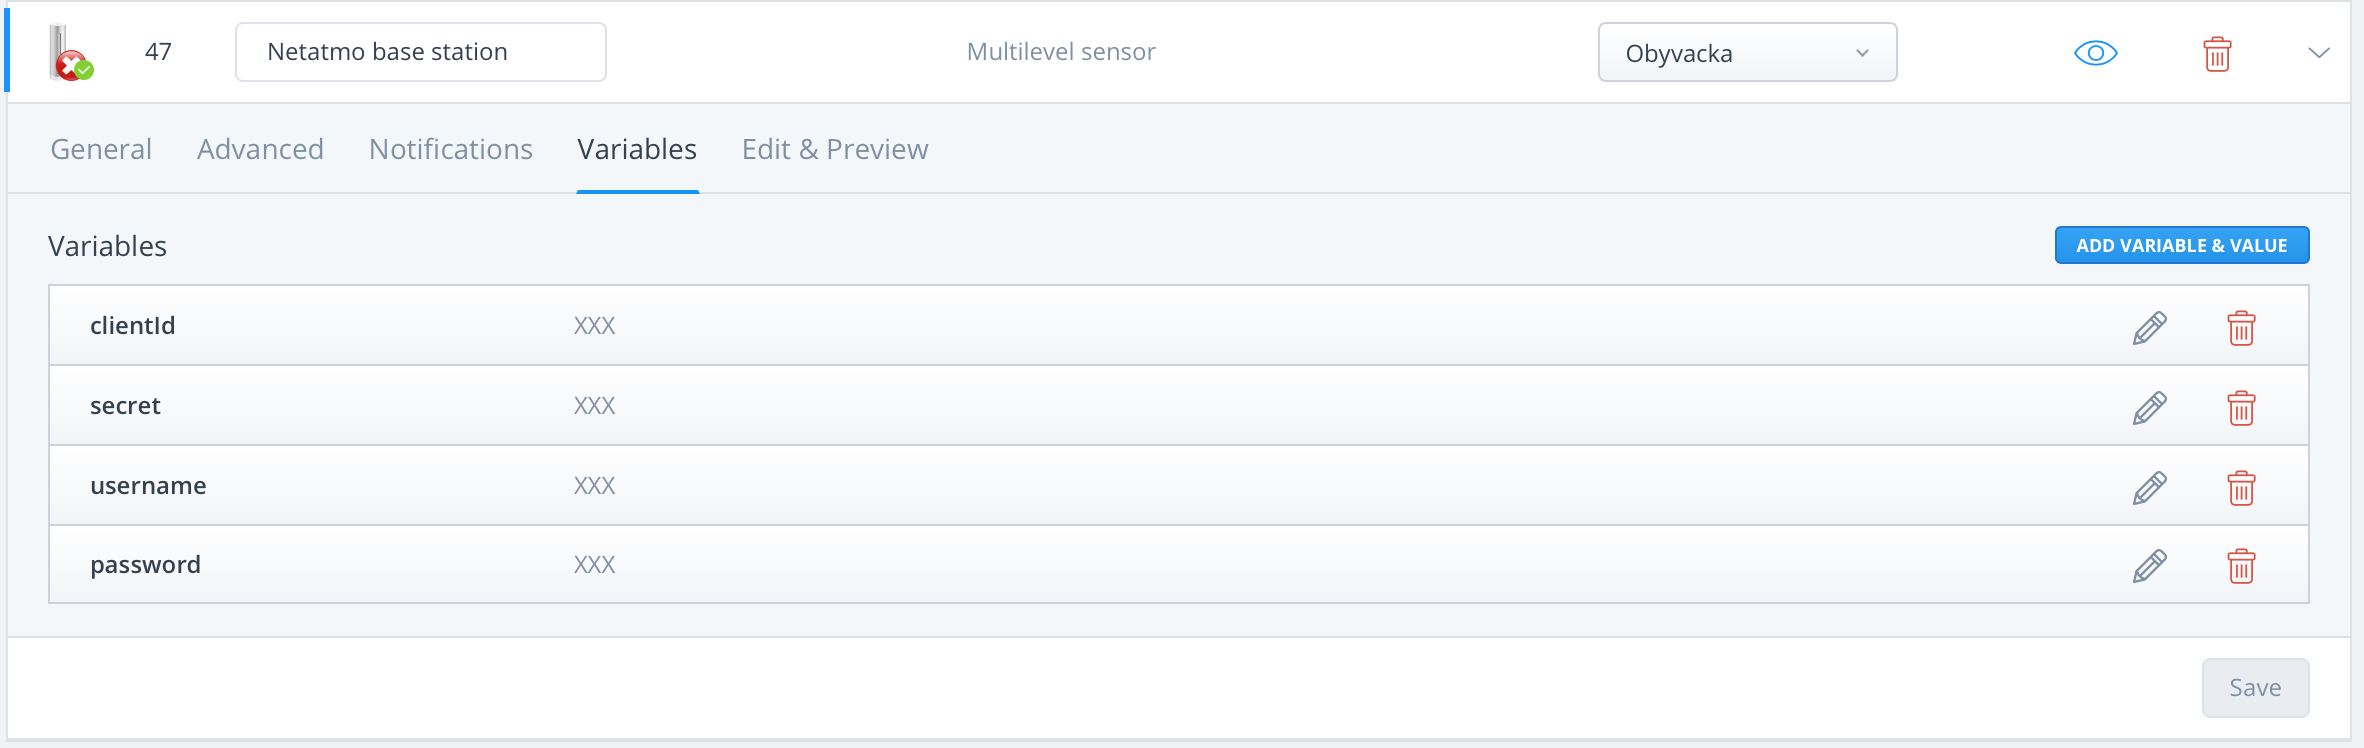 47 Netatmo base station Multilevel sensor Obyvacka
General Advanced Notifications Variables Edit & Preview
Variables ADD VARIABLE & VALUE
clientId XXX
secret XXX
username XXX
password XXX
Save